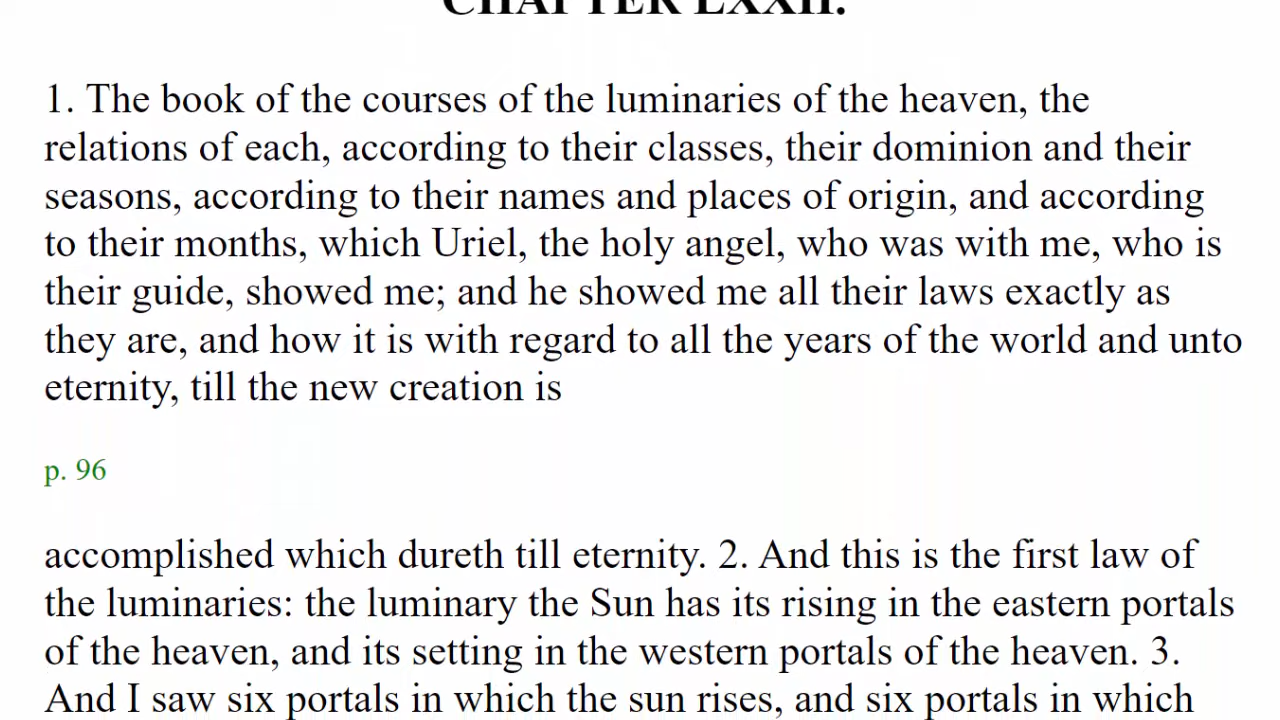 CHAPTER LXXII.
1. The book of the courses of the luminaries of the heaven, the
relations of each, according to their classes, their dominion and their
seasons, according to their names and places of origin, and according
to their months, which Uriel, the holy angel, who was with me, who is
their guide, showed me; and he showed me all their laws exactly as
they are, and how it is with regard to all the years of the world and unto
eternity, till the new creation is
p. 96
accomplished which dureth till eternity. 2. And this is the first law of
the luminaries: the luminary the Sun has its rising in the eastern portals
of the heaven, and its setting in the western portals of the heaven. 3.
And I saw six portals in which the sun rises, and six portals in which